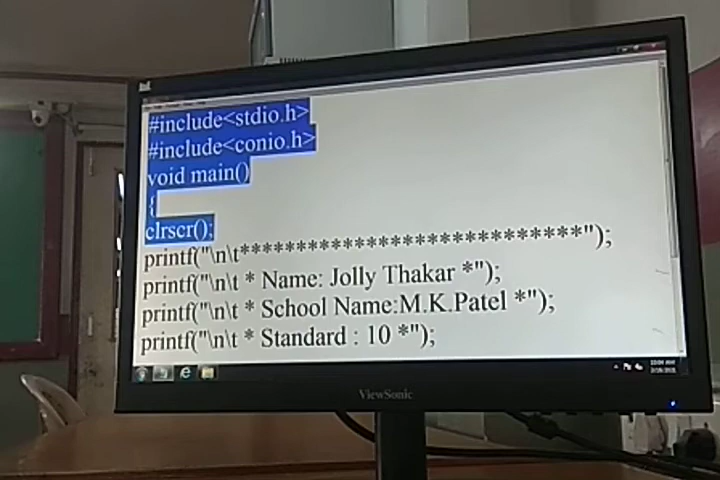 #include<stdio.h>
#include<conio.h>
void main()
{
clrscr();
printf("\n\t***************************");
printf("\n\t * Name: Jolly Thakar *");
printf("\n\t * School Name:M.K.Patel *");
printf("\n\t * Standard : 10 *");
ViewSonic